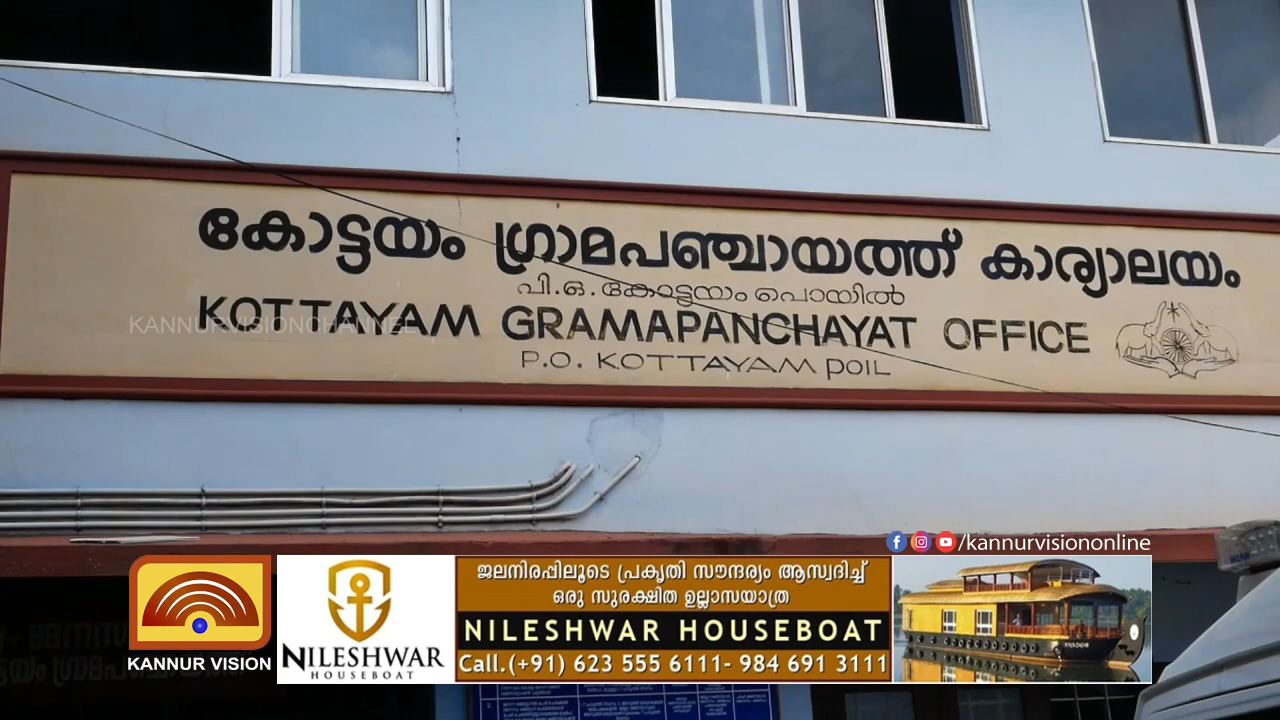 കോട്ടയം ഗ്രാമപഞ്ചായത്ത് കാര്യാലയം
പി.ഒ. കോട്ടയം പൊയിൽ
KOTTAYAM GRAMAPANCHAYAT OFFICE
P.O. KOTTAYAM POIL
KANNURVISIONCHANNEL
/kannurvisiononline
KANNUR VISION
NILESHWAR
HOUSEBOAT
ജലനിരപ്പിലൂടെ പ്രകൃതി സൗന്ദര്യം ആസ്വദിച്ച്
ഒരു സുരക്ഷിത ഉല്ലാസയാത്ര
NILESHWAR HOUSEBOAT
Call.(+91) 623 555 6111- 984 691 3111